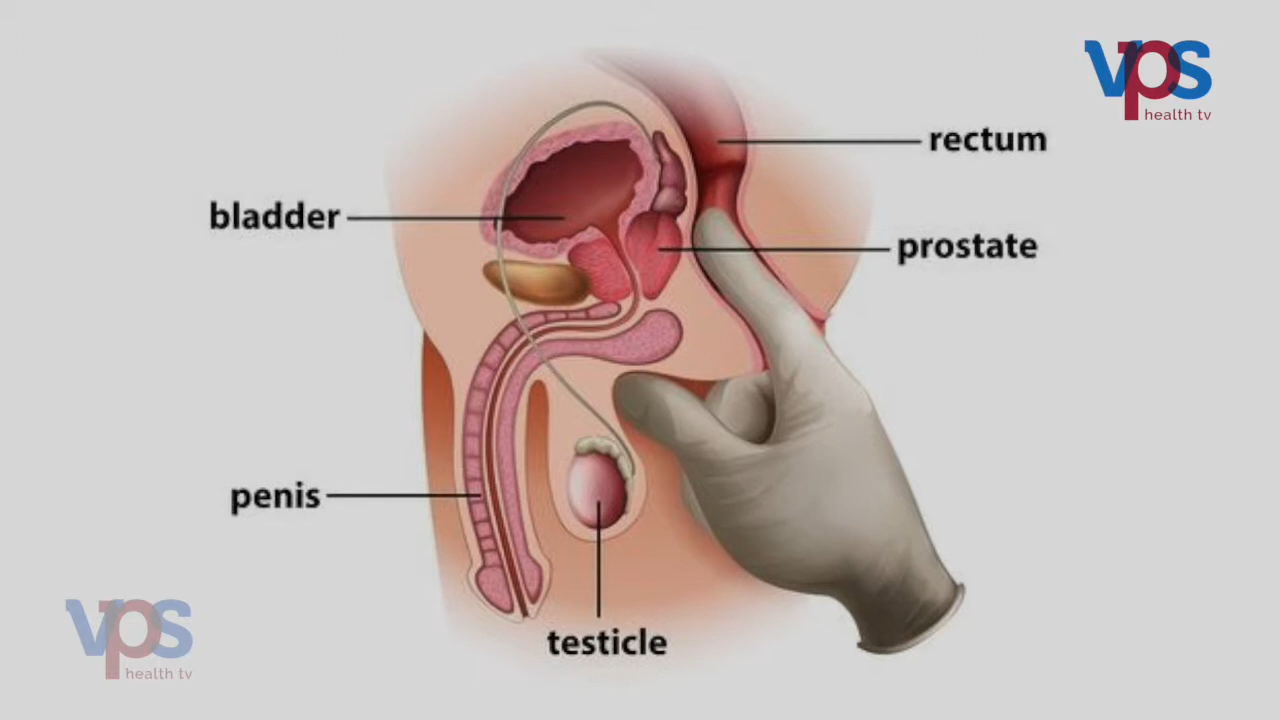 vps
health tv
rectum
bladder
prostate
penis
testicle
vps
health tv